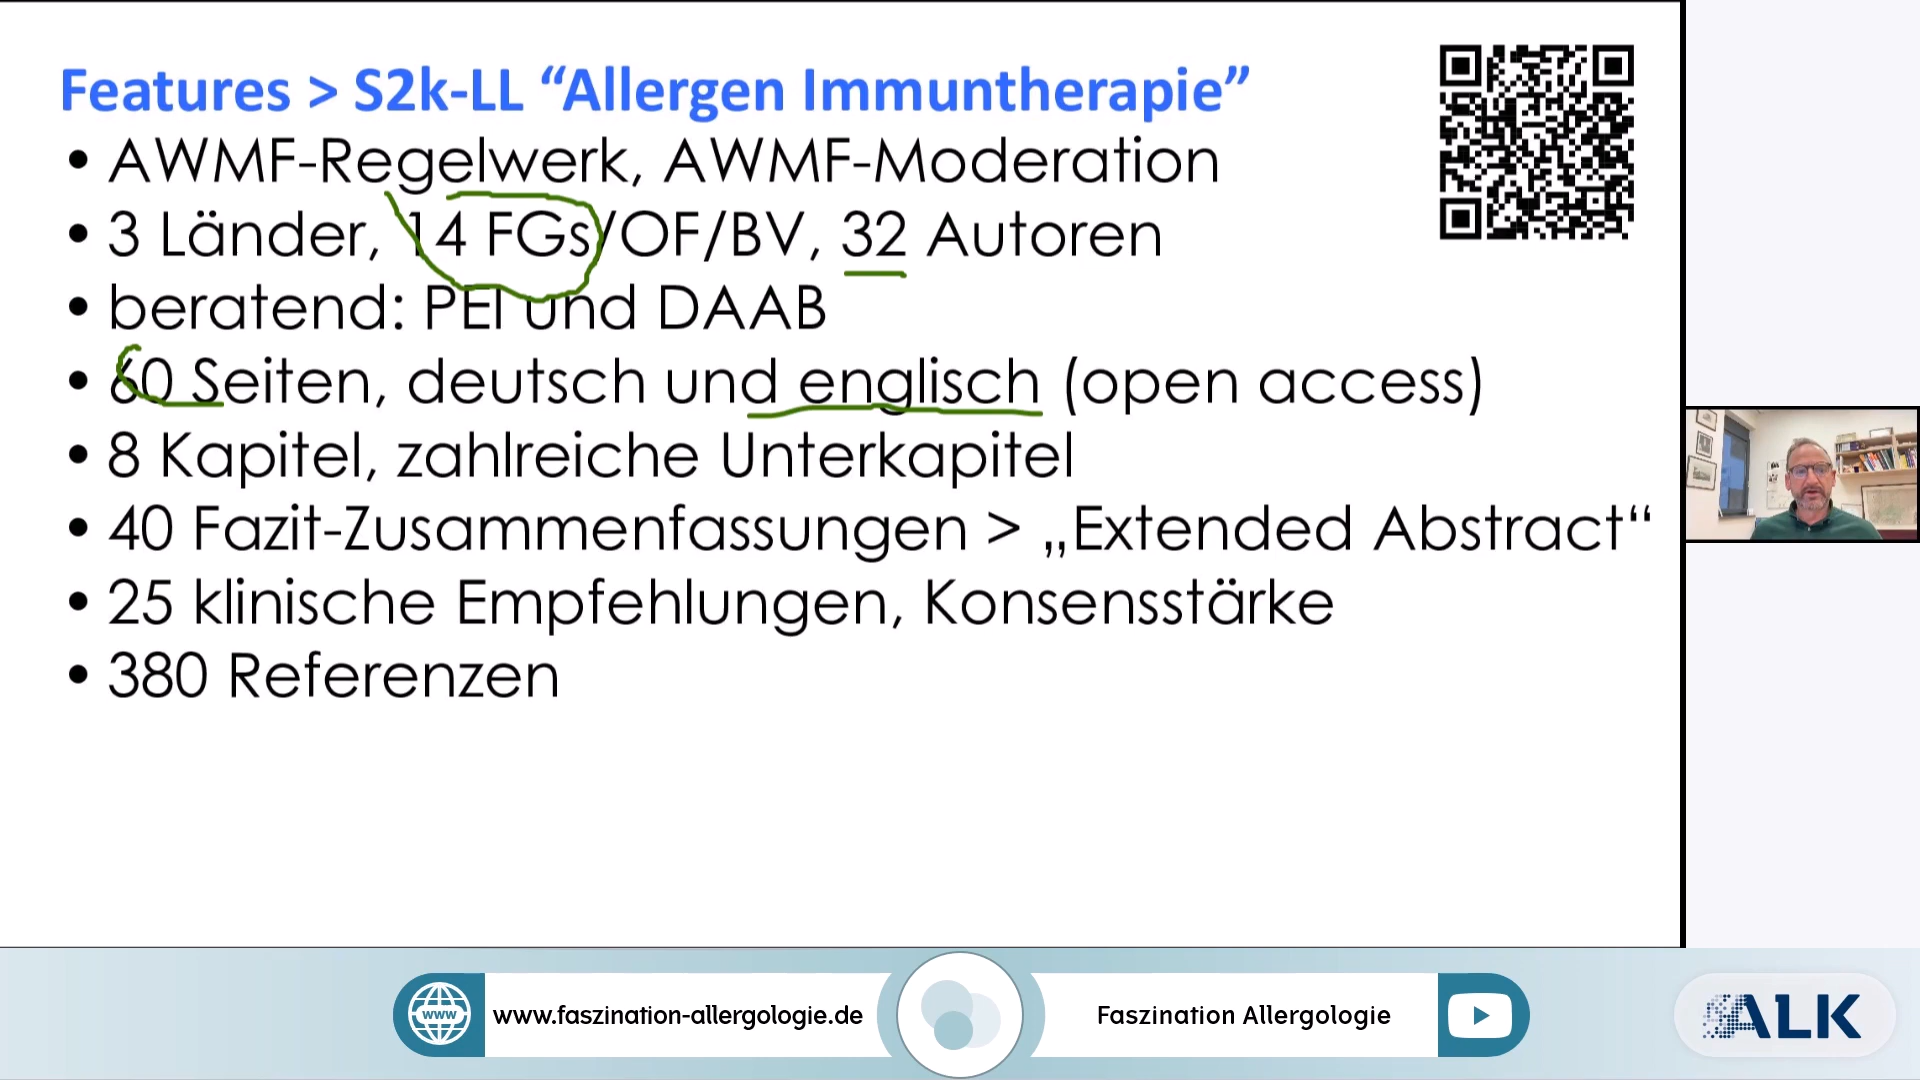 Features > S2k-LL “Allergen Immuntherapie”
• AWMF-Regelwerk, AWMF-Moderation
• 3 Länder, 14 FGs/OF/BV, 32 Autoren
• beratend: PEI und DAAB
• 60 Seiten, deutsch und englisch (open access)
• 8 Kapitel, zahlreiche Unterkapitel
• 40 Fazit-Zusammenfassungen > „Extended Abstract“
• 25 klinische Empfehlungen, Konsensstärke
• 380 Referenzen
www
www.faszination-allergologie.de
Faszination Allergologie
ALK